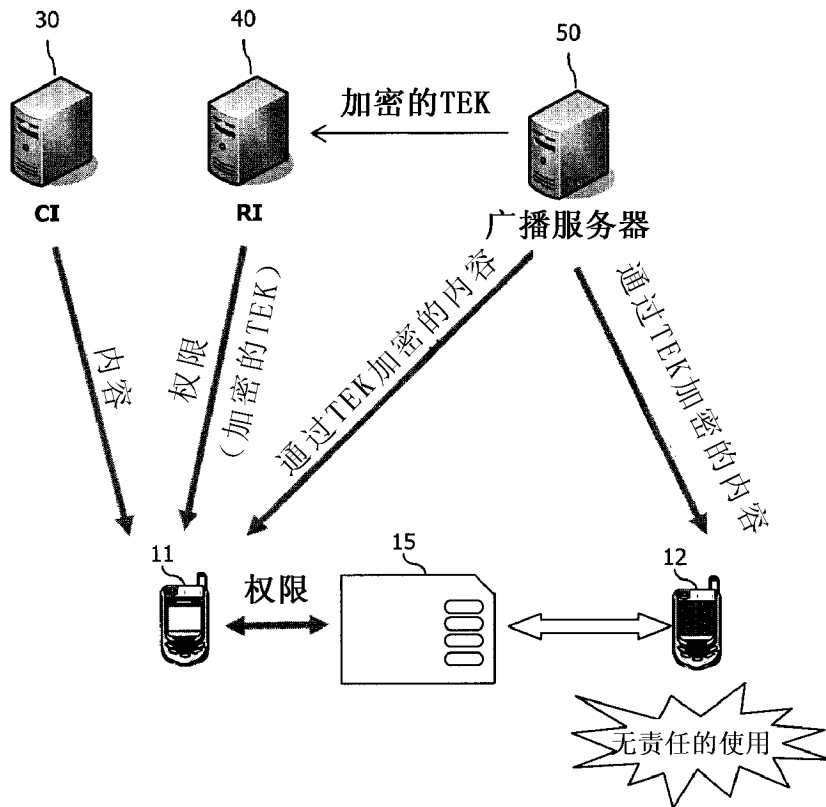 30
40
50
加密的TEK
CI
RI
广播服务器
内容
权限
(加密的TEK)
通过TEK加密的内容
通过TEK加密的内容
11
权限
15
12
无责任的使用